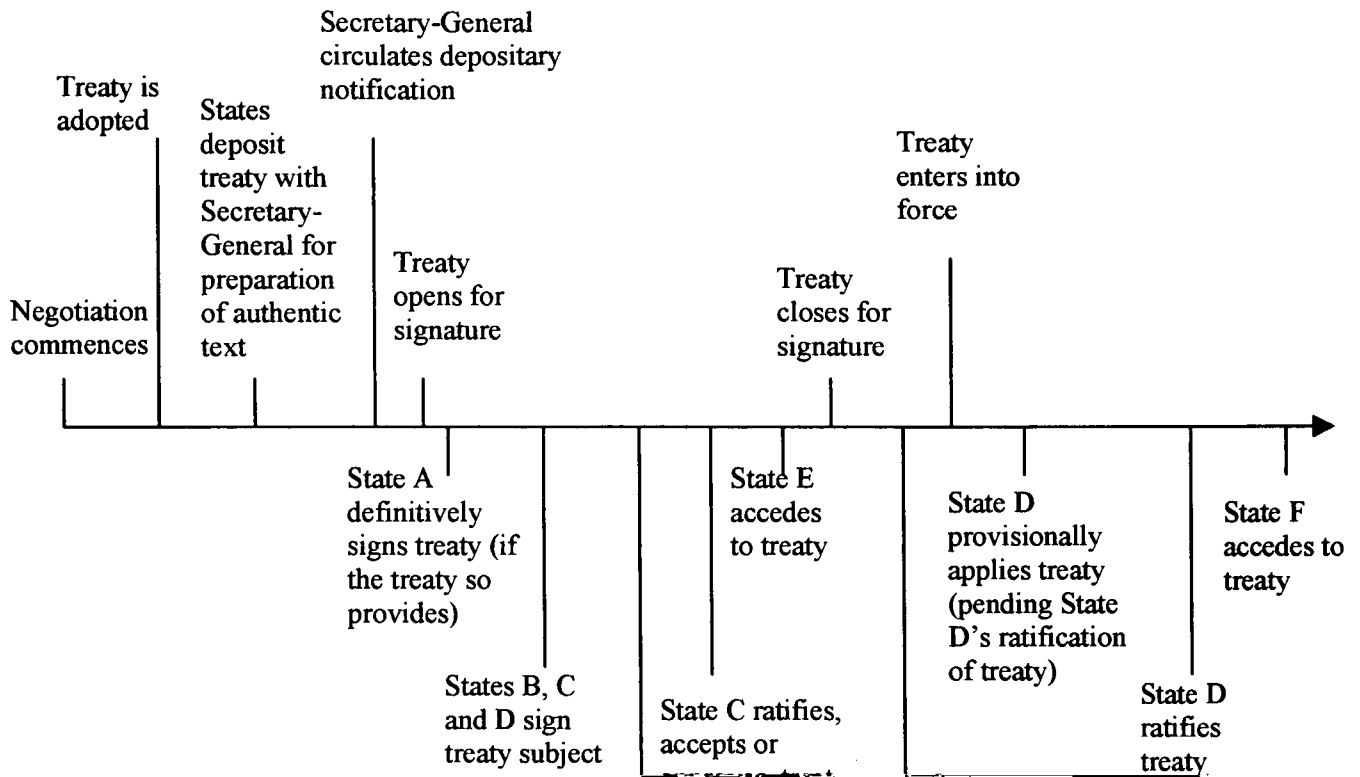 Secretary-General
circulates depositary
notification
Treaty is
adopted
States
deposit
treaty with
Secretary-
General for
preparation
of authentic
text
Treaty
enters into
force
Negotiation
commences
Treaty
opens for
signature
Treaty
closes for
signature
State A
definitively
signs treaty (if
the treaty so
provides)
States B, C
and D sign
treaty subject
State E
accedes
to treaty
State C ratifies,
accepts or
State D
provisionally
applies treaty
(pending State
D's ratification
of treaty)
State D
ratifies
treaty
State F
accedes to
treaty